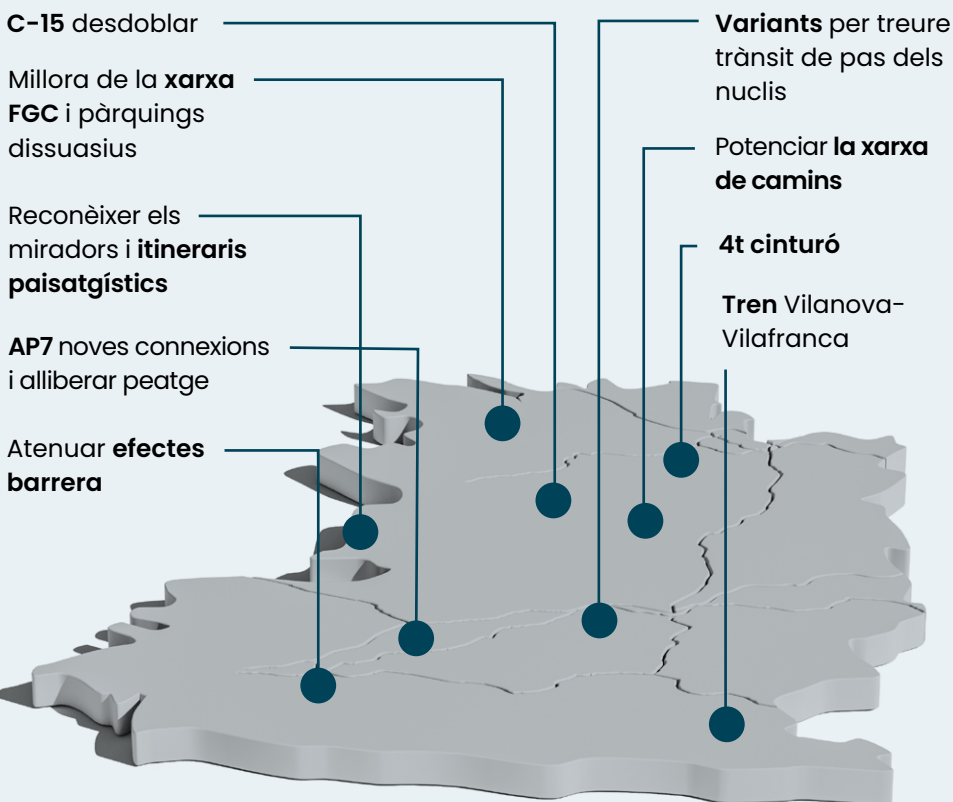 C-15 desdoblar
Millora de la xarxa
FGC i pàrquings
dissuasius
Reconèixer els
miradors i itineraris
paisatgístics
AP7 noves connexions
i alliberar peatge
Atenuar efectes
barrera
Variants per treure
trànsit de pas dels
nuclis
Potenciar la xarxa
de camins
4t cinturó
Tren Vilanova-
Vilafranca